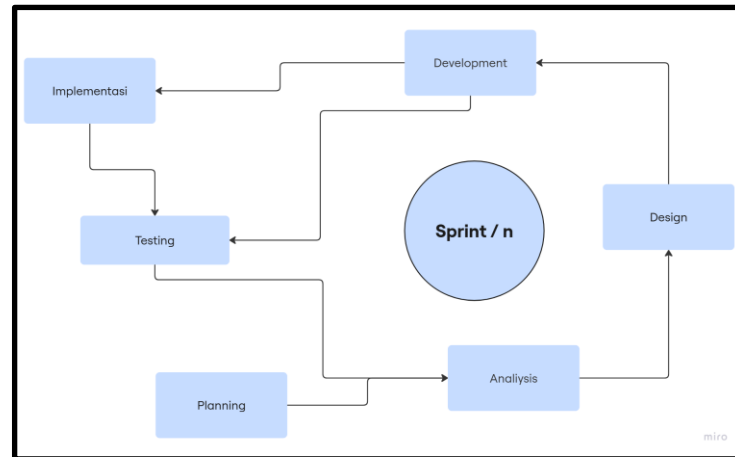 Development
Implementasi
Design
Testing
Sprint / n
Analiysis
Planning
miro